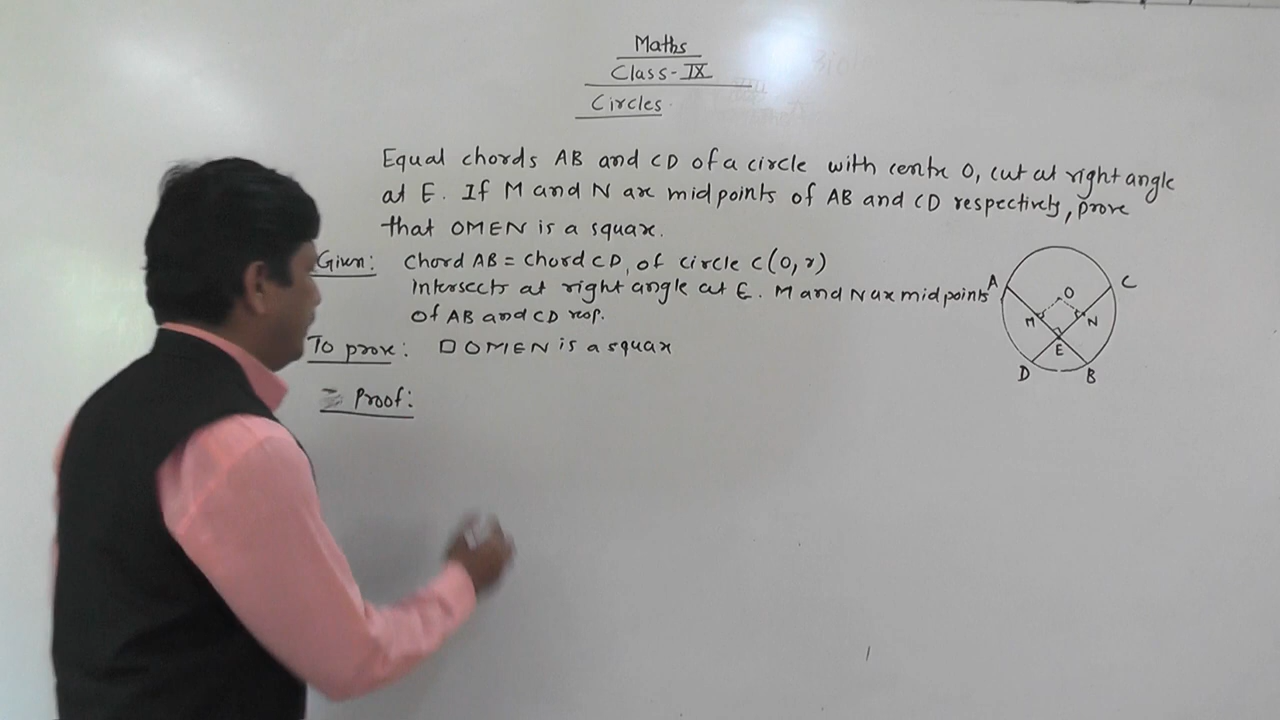 Maths
Class-IX
Circles
Equal chords AB and CD of a circle with centre O, cut at right angle
at E. If M and N are midpoints of AB and CD respectively, prove
that OMEN is a square.
Given: Chord AB = Chord CD, of circle C(O,r)
Intersects at right angle at E. M and N are midpoints
of AB and CD resp.
To prove: □ OMEN is a square
Proof:
A
C
O
M
N
E
D
B